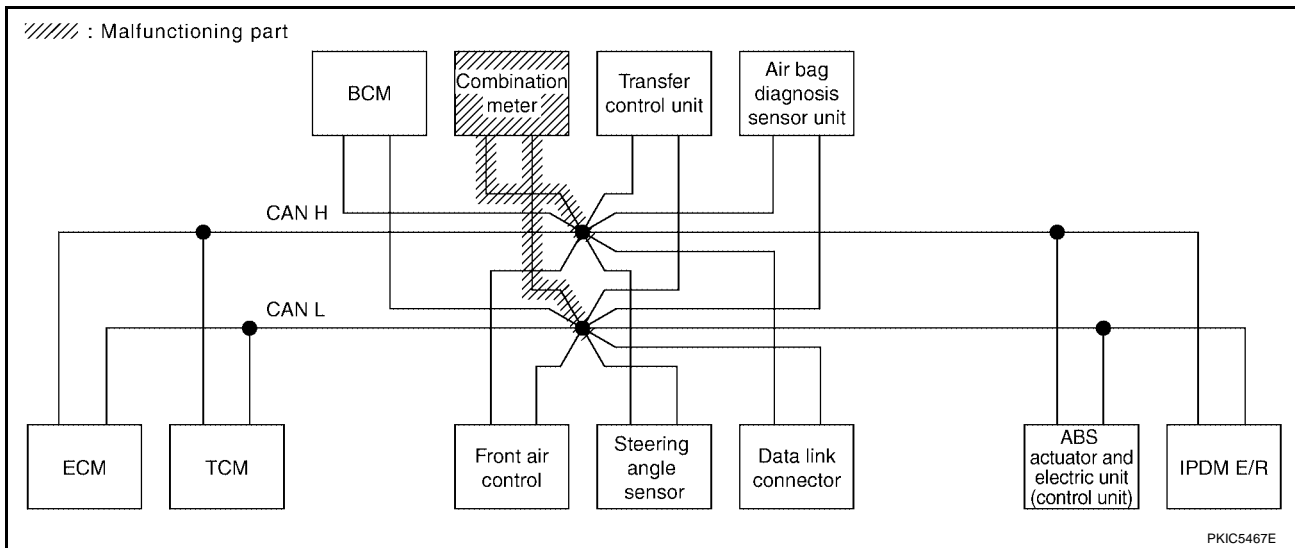 : Malfunctioning part
BCM
Combination
meter
Transfer
control unit
Air bag
diagnosis
sensor unit
CAN H
CAN L
ECM
TCM
Front air
control
Steering
angle
sensor
Data link
connector
ABS
actuator and
electric unit
(control unit)
IPDM E/R
PKIC5467E